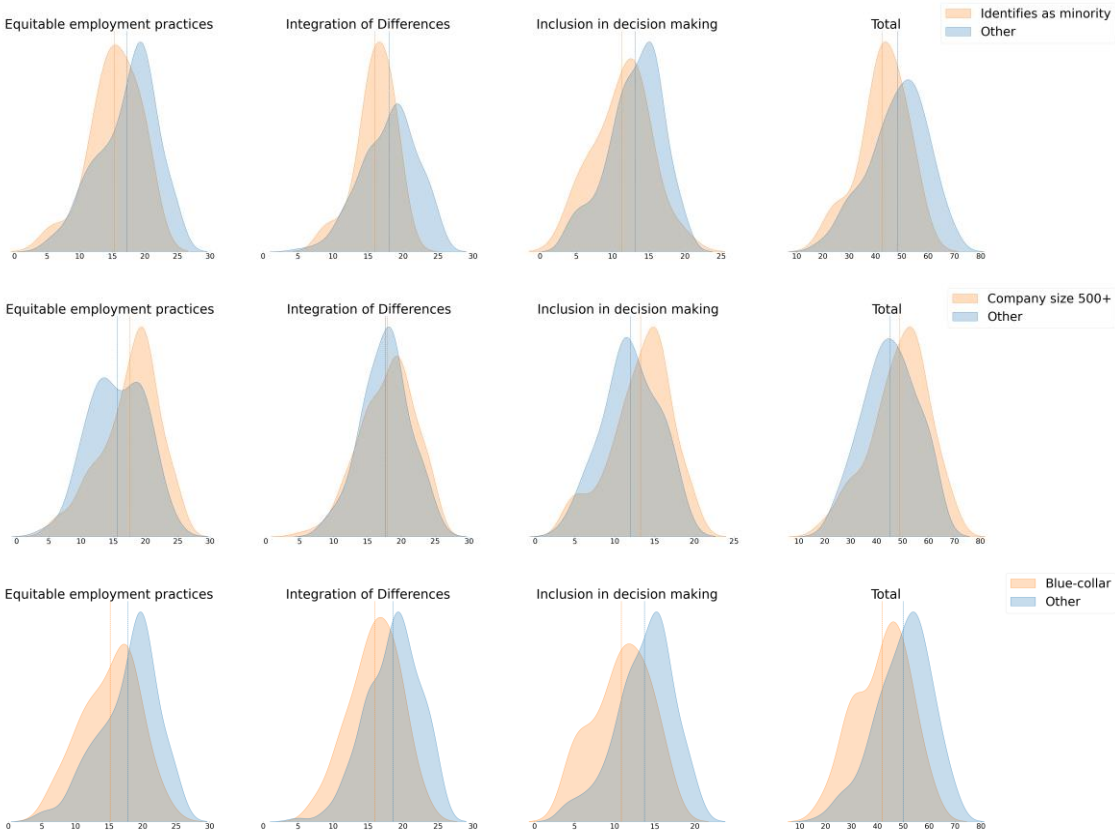 Identifies as minority
Other
Equitable employment practices Integration of Differences Inclusion in decision making Total
0 5 10 15 20 25 30 0 5 10 15 20 25 30 0 5 10 15 20 25 10 20 30 40 50 60 70 80
Company size 500+
Other
Equitable employment practices Integration of Differences Inclusion in decision making Total
0 5 10 15 20 25 30 0 5 10 15 20 25 30 0 5 10 15 20 25 10 20 30 40 50 60 70 80
Blue-collar
Other
Equitable employment practices Integration of Differences Inclusion in decision making Total
0 5 10 15 20 25 30 0 5 10 15 20 25 30 0 5 10 15 20 25 10 20 30 40 50 60 70 80